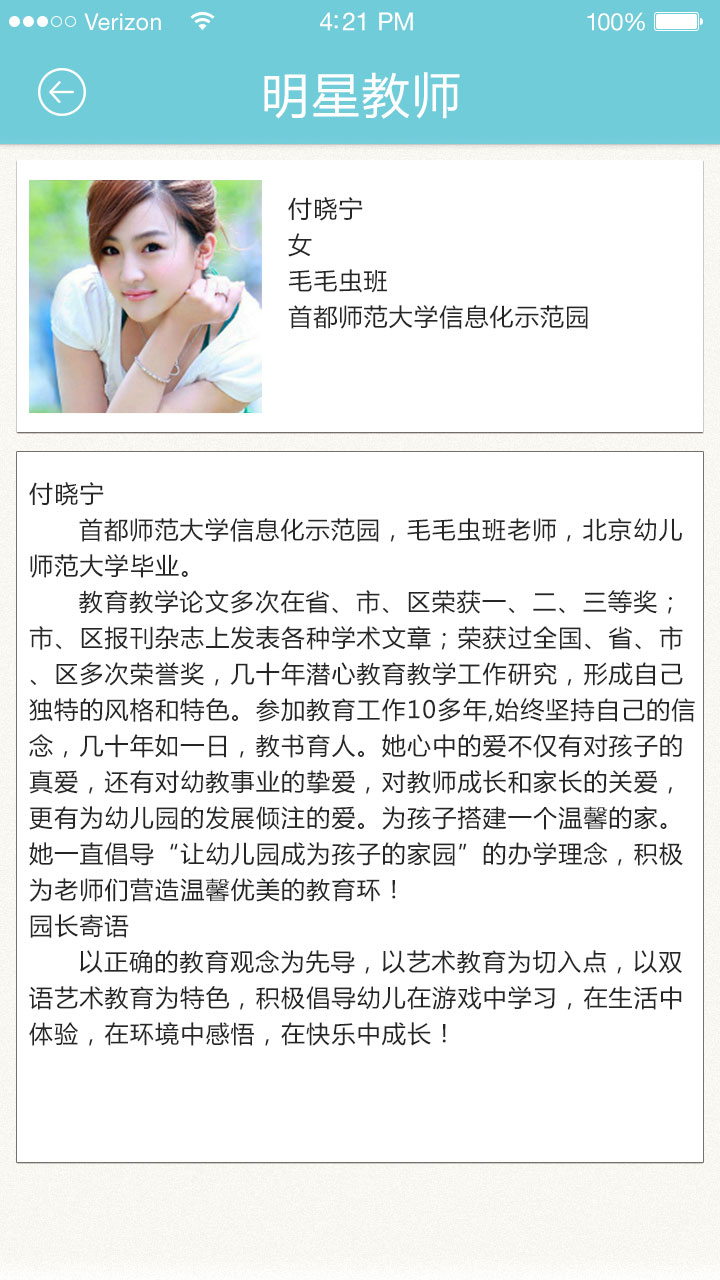 Verizon 4:21 PM 100%
明星教师
付晓宁
女
毛毛虫班
首都师范大学信息化示范园
付晓宁
首都师范大学信息化示范园，毛毛虫班老师，北京幼儿
师范大学毕业。
教育教学论文多次在省、市、区荣获一、二、三等奖；
市、区报刊杂志上发表各种学术文章；荣获过全国、省、市
、区多次荣誉奖，几十年潜心教育教学工作研究，形成自己
独特的风格和特色。参加教育工作10多年,始终坚持自己的信
念，几十年如一日，教书育人。她心中的爱不仅有对孩子的
真爱，还有对幼教事业的挚爱，对教师成长和家长的关爱，
更有为幼儿园的发展倾注的爱。为孩子搭建一个温馨的家。
她一直倡导“让幼儿园成为孩子的家园”的办学理念，积极
为老师们营造温馨优美的教育环！
园长寄语
以正确的教育观念为先导，以艺术教育为切入点，以双
语艺术教育为特色，积极倡导幼儿在游戏中学习，在生活中
体验，在环境中感悟，在快乐中成长！